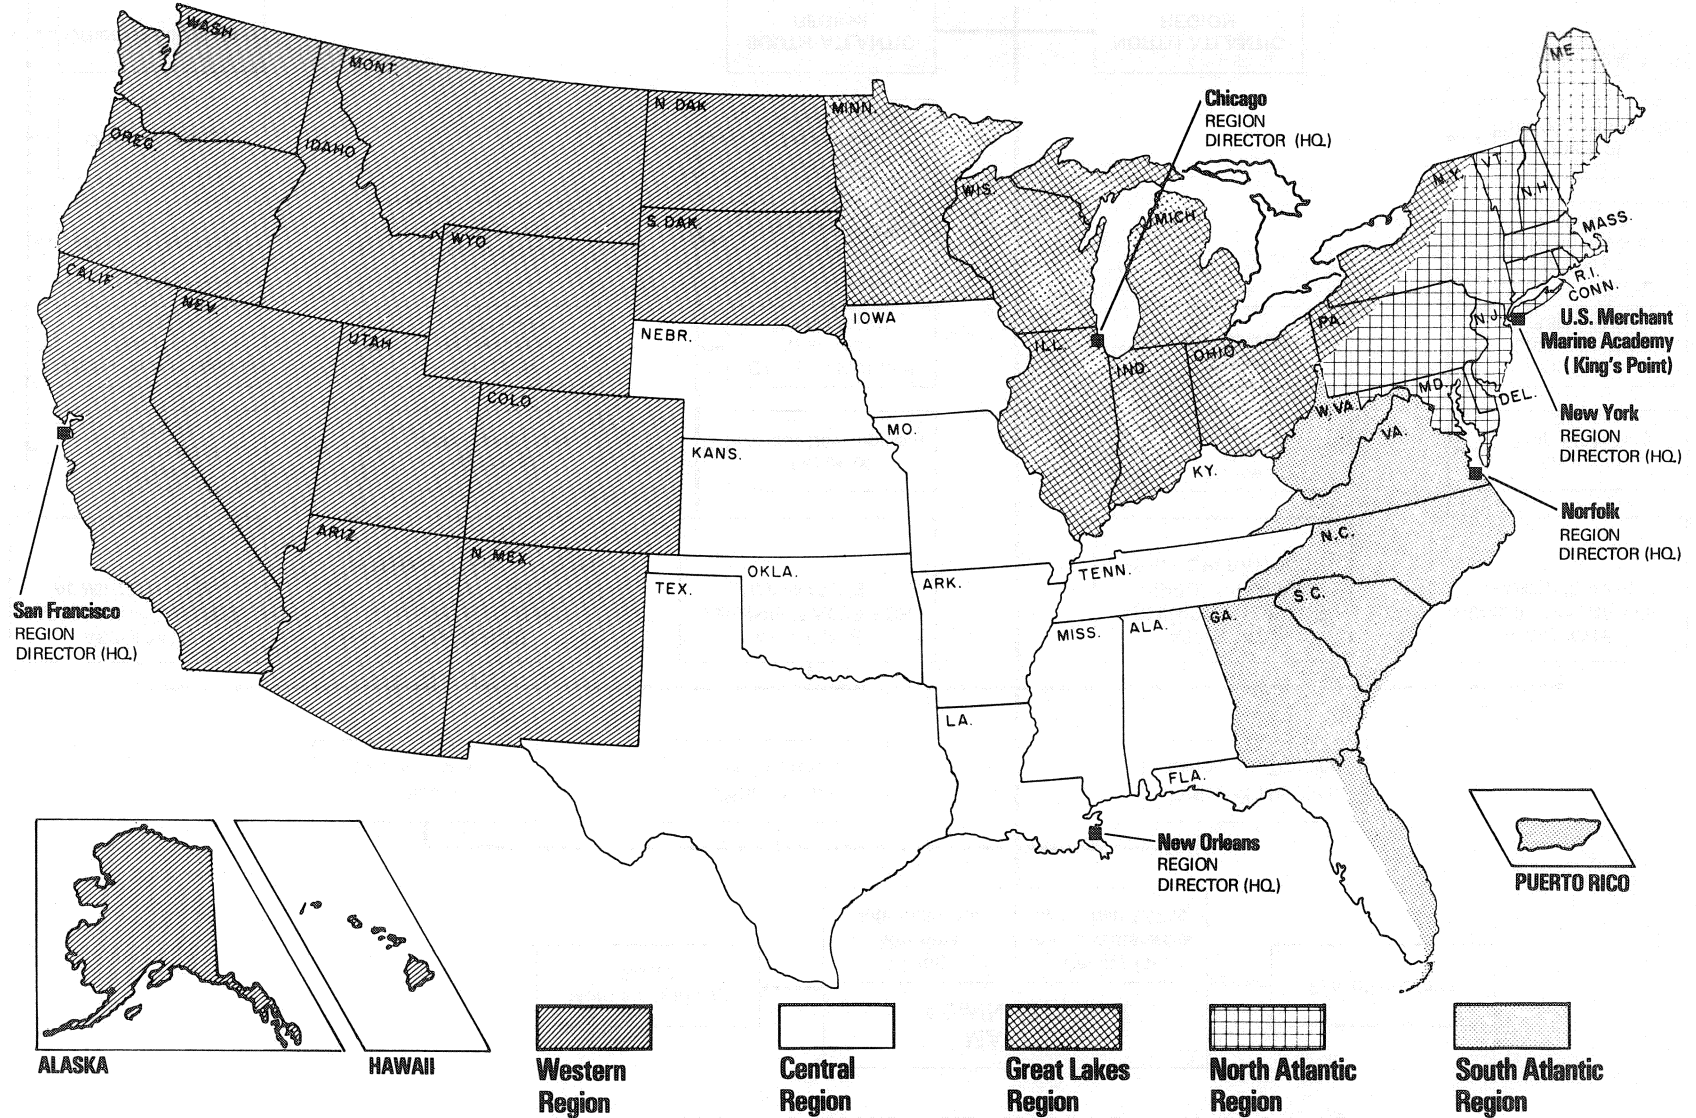 WASH
MONT.
N. DAK
MINN.
ME
Chicago
REGION
DIRECTOR (HQ.)
OREG.
IDAHO
VT.
N.Y.
N.H.
WIS.
S. DAK
MICH.
MASS.
WYO
CALIF.
R.I.
CONN.
NEV.
IOWA
PA.
N.J.
U.S. Merchant
Marine Academy
( King's Point)
NEBR.
UTAH
ILL.
IND.
OHIO
MD.
DEL.
COLO
W.VA.
New York
REGION
DIRECTOR (HQ.)
MO.
VA.
KANS.
KY.
Norfolk
REGION
DIRECTOR (HQ.)
ARIZ
N. MEX.
N.C.
OKLA.
TENN.
TEX.
ARK.
S.C.
San Francisco
REGION
DIRECTOR (HQ.)
MISS.
ALA.
GA.
LA.
FLA.
New Orleans
REGION
DIRECTOR (HQ.)
PUERTO RICO
ALASKA
HAWAII
Western
Region
Central
Region
Great Lakes
Region
North Atlantic
Region
South Atlantic
Region